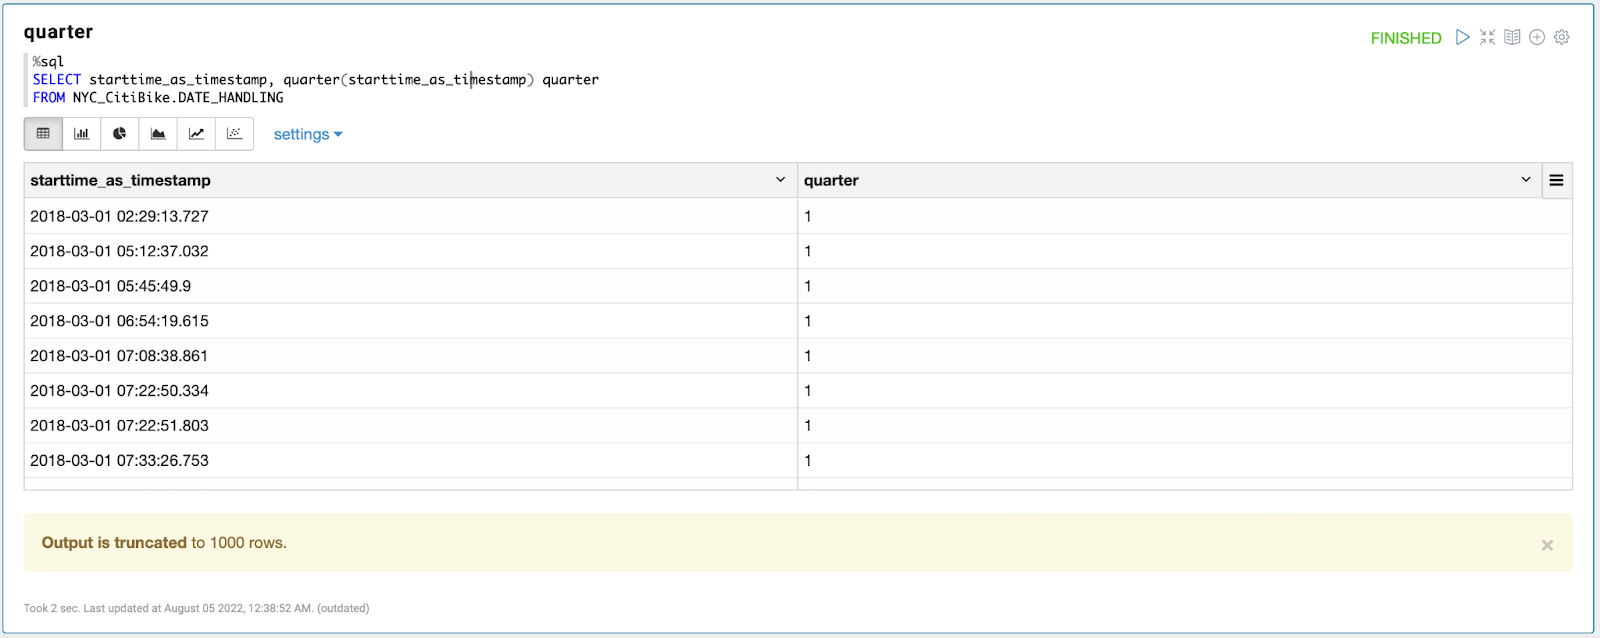 quarter
FINISHED
%sql
SELECT starttime_as_timestamp, quarter(starttime_as_timestamp) quarter
FROM NYC_CitiBike.DATE_HANDLING
settings
starttime_as_timestamp quarter
2018-03-01 02:29:13.727 1
2018-03-01 05:12:37.032 1
2018-03-01 05:45:49.9 1
2018-03-01 06:54:19.615 1
2018-03-01 07:08:38.861 1
2018-03-01 07:22:50.334 1
2018-03-01 07:22:51.803 1
2018-03-01 07:33:26.753 1
Output is truncated to 1000 rows.
×
Took 2 sec. Last updated at August 05 2022, 12:38:52 AM. (outdated)